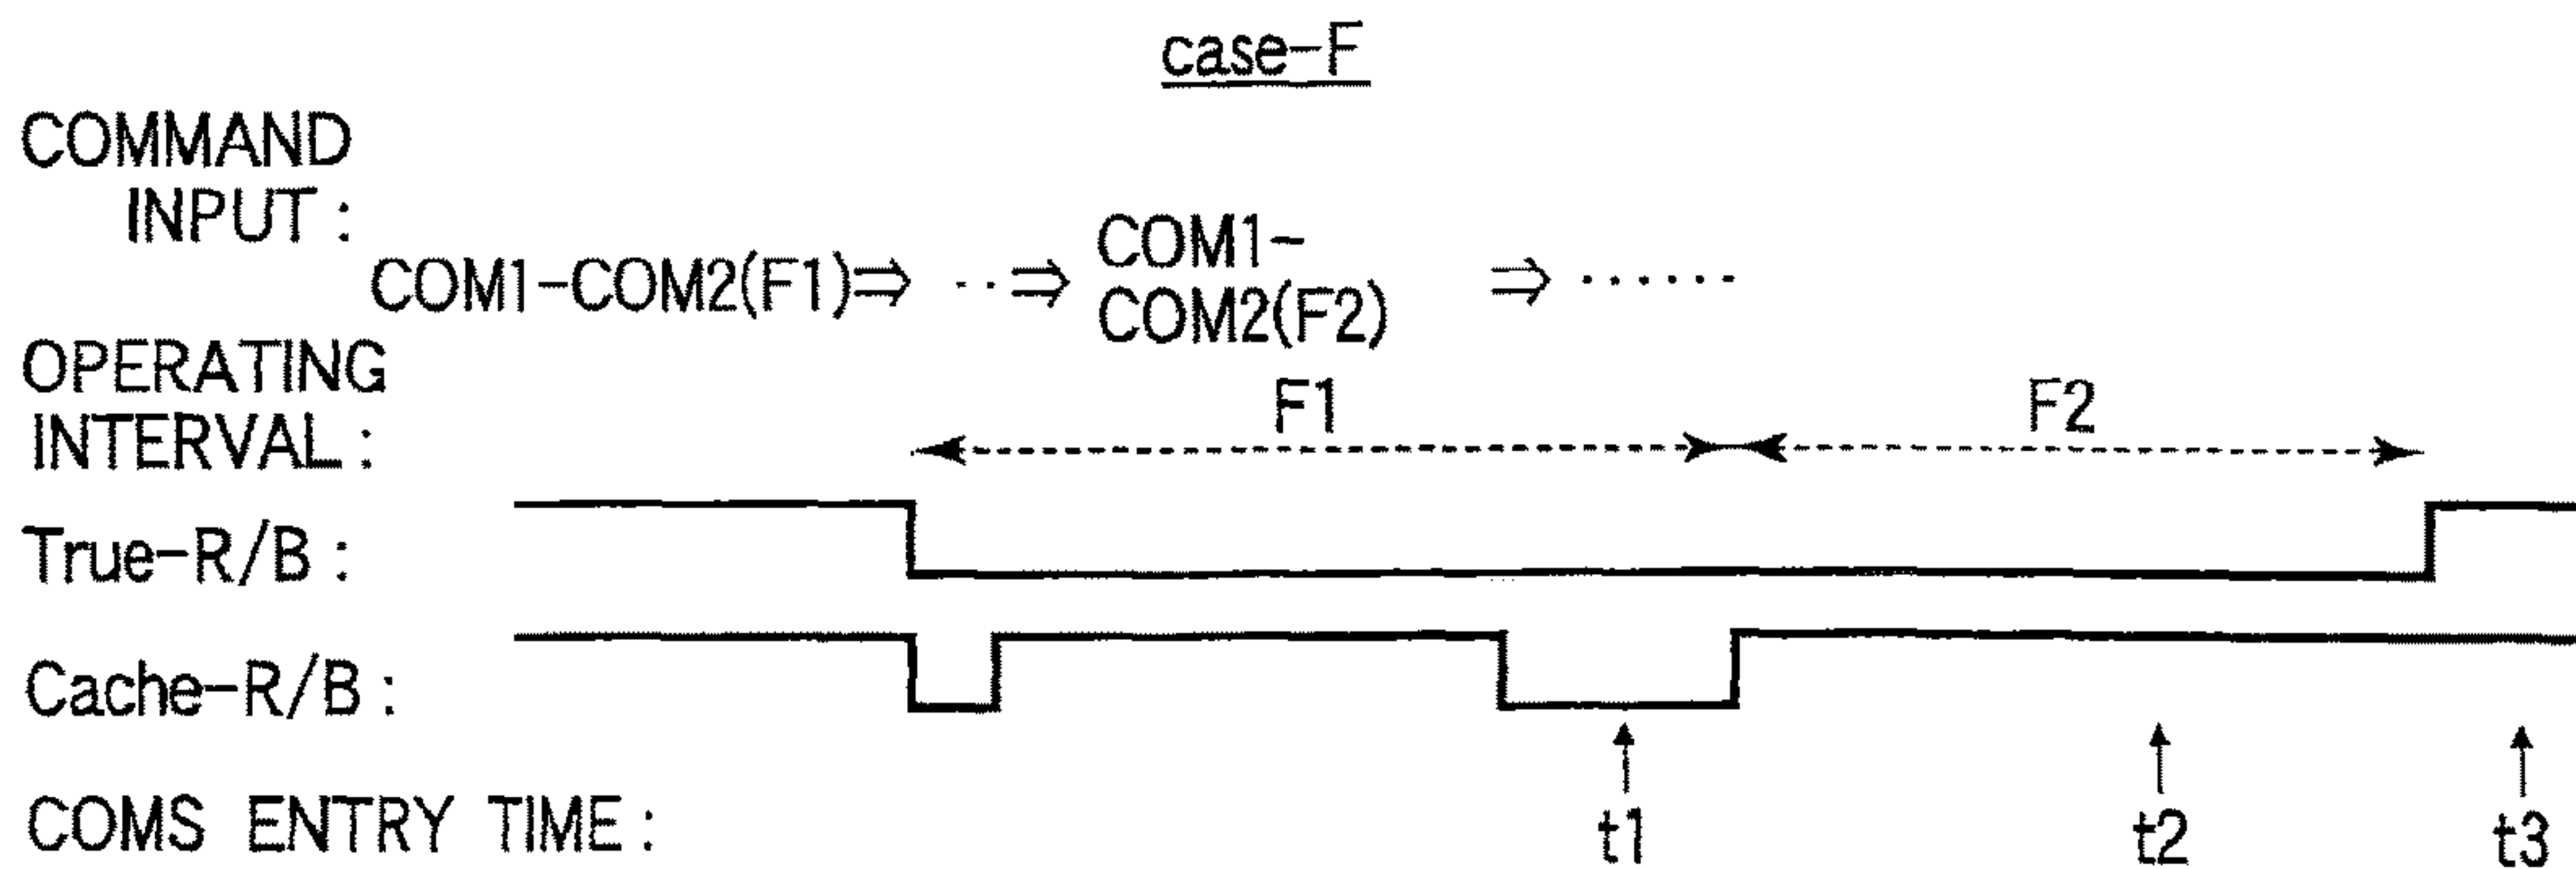 case-F
COMMAND
INPUT :
COM1-COM2(F1)⇒ ‥⇒ COM1-
COM2(F2) ⇒ ······
OPERATING
INTERVAL :
F1 F2
True-R/B :
Cache-R/B :
COMS ENTRY TIME : t1 t2 t3